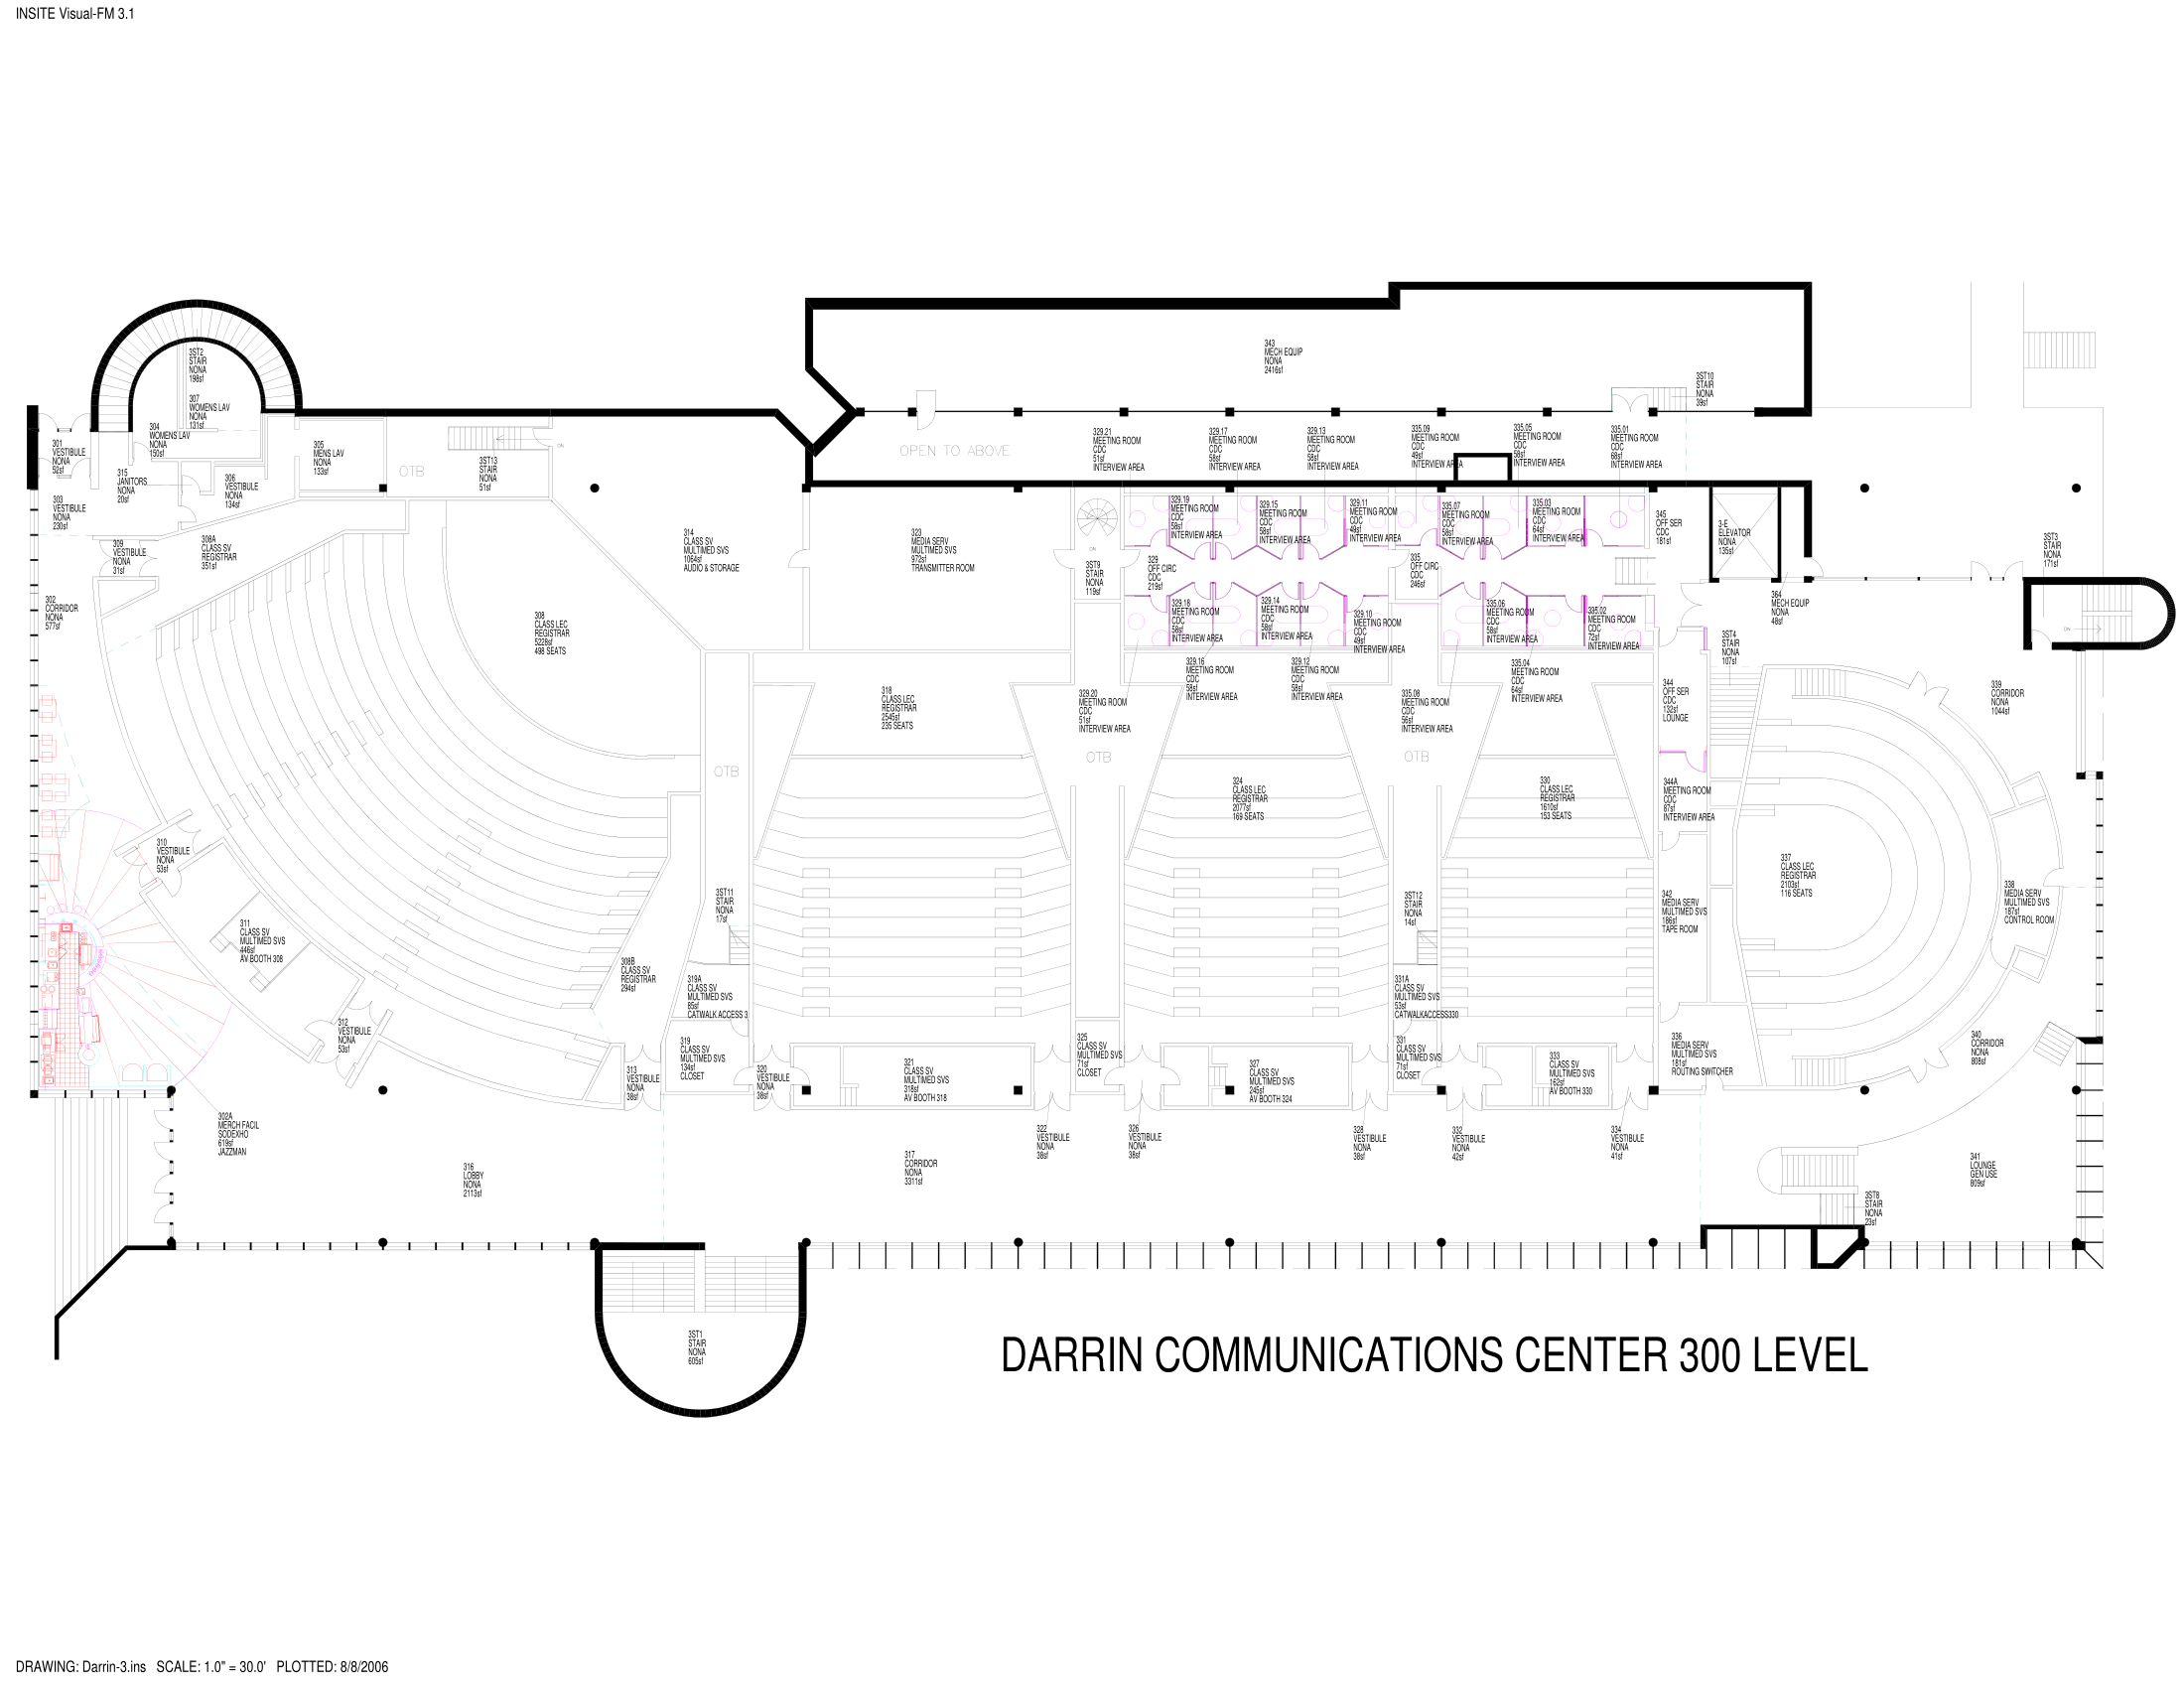 INSITE Visual-FM 3.1
343
MECH EQUIP
NONA
2416sf
3ST2
STAIR
NONA
198sf
3ST10
STAIR
NONA
39sf
307
WOMENS LAV
NONA
131sf
301
VESTIBULE
NONA
52sf
304
WOMENS LAV
NONA
150sf
305
MENS LAV
NONA
133sf
OTB
3ST13
STAIR
NONA
51sf
DN
OPEN TO ABOVE
329.21
MEETING ROOM
CDC
51sf
INTERVIEW AREA
329.17
MEETING ROOM
CDC
58sf
INTERVIEW AREA
329.13
MEETING ROOM
CDC
58sf
INTERVIEW AREA
335.09
MEETING ROOM
CDC
49sf
INTERVIEW AREA
335.05
MEETING ROOM
CDC
58sf
INTERVIEW AREA
335.01
MEETING ROOM
CDC
68sf
INTERVIEW AREA
315
JANITORS
NONA
20sf
306
VESTIBULE
NONA
134sf
303
VESTIBULE
NONA
230sf
329.19
MEETING ROOM
CDC
58sf
INTERVIEW AREA
329.15
MEETING ROOM
CDC
58sf
INTERVIEW AREA
329.11
MEETING ROOM
CDC
49sf
INTERVIEW AREA
335.07
MEETING ROOM
CDC
58sf
INTERVIEW AREA
335.03
MEETING ROOM
CDC
64sf
INTERVIEW AREA
345
OFF SER
CDC
181sf
3-E
ELEVATOR
NONA
135sf
3ST3
STAIR
NONA
171sf
309
VESTIBULE
NONA
31sf
308A
CLASS SV
REGISTRAR
351sf
314
CLASS SV
MULTIMED SVS
1064sf
AUDIO & STORAGE
323
MEDIA SERV
MULTIMED SVS
972sf
TRANSMITTER ROOM
DN
3ST9
STAIR
NONA
119sf
329
OFF CIRC
CDC
219sf
335
OFF CIRC
CDC
246sf
302
CORRIDOR
NONA
577sf
308
CLASS LEC
REGISTRAR
5228sf
498 SEATS
329.18
MEETING ROOM
CDC
58sf
INTERVIEW AREA
329.14
MEETING ROOM
CDC
58sf
INTERVIEW AREA
329.10
MEETING ROOM
CDC
49sf
INTERVIEW AREA
335.06
MEETING ROOM
CDC
58sf
INTERVIEW AREA
335.02
MEETING ROOM
CDC
72sf
INTERVIEW AREA
364
MECH EQUIP
NONA
48sf
DN
3ST4
STAIR
NONA
107sf
329.16
MEETING ROOM
CDC
58sf
INTERVIEW AREA
329.12
MEETING ROOM
CDC
58sf
INTERVIEW AREA
335.04
MEETING ROOM
CDC
64sf
INTERVIEW AREA
318
CLASS LEC
REGISTRAR
2545sf
235 SEATS
329.20
MEETING ROOM
CDC
51sf
INTERVIEW AREA
335.08
MEETING ROOM
CDC
56sf
INTERVIEW AREA
344
OFF SER
CDC
132sf
LOUNGE
339
CORRIDOR
NONA
1044sf
OTB
OTB
OTB
324
CLASS LEC
REGISTRAR
2077sf
169 SEATS
330
CLASS LEC
REGISTRAR
1610sf
153 SEATS
344A
MEETING ROOM
CDC
87sf
INTERVIEW AREA
310
VESTIBULE
NONA
53sf
337
CLASS LEC
REGISTRAR
2103sf
116 SEATS
3ST11
STAIR
NONA
17sf
3ST12
STAIR
NONA
14sf
342
MEDIA SERV
MULTIMED SVS
186sf
TAPE ROOM
338
MEDIA SERV
MULTIMED SVS
187sf
CONTROL ROOM
311
CLASS SV
MULTIMED SVS
446sf
AV BOOTH 308
308B
CLASS SV
REGISTRAR
294sf
319A
CLASS SV
MULTIMED SVS
85sf
CATWALK ACCESS 3
331A
CLASS SV
MULTIMED SVS
53sf
CATWALKACCESS330
312
VESTIBULE
NONA
53sf
319
CLASS SV
MULTIMED SVS
134sf
CLOSET
325
CLASS SV
MULTIMED SVS
71sf
CLOSET
331
CLASS SV
MULTIMED SVS
71sf
CLOSET
336
MEDIA SERV
MULTIMED SVS
181sf
ROUTING SWITCHER
340
CORRIDOR
NONA
808sf
313
VESTIBULE
NONA
38sf
320
VESTIBULE
NONA
38sf
321
CLASS SV
MULTIMED SVS
318sf
AV BOOTH 318
327
CLASS SV
MULTIMED SVS
245sf
AV BOOTH 324
333
CLASS SV
MULTIMED SVS
162sf
AV BOOTH 330
302A
MERCH FACIL
SODEXHO
619sf
JAZZMAN
322
VESTIBULE
NONA
38sf
326
VESTIBULE
NONA
38sf
328
VESTIBULE
NONA
38sf
332
VESTIBULE
NONA
42sf
334
VESTIBULE
NONA
41sf
316
LOBBY
NONA
2113sf
317
CORRIDOR
NONA
3311sf
341
LOUNGE
GEN USE
809sf
3ST8
STAIR
NONA
23sf
3ST1
STAIR
NONA
605sf
DARRIN COMMUNICATIONS CENTER 300 LEVEL
DRAWING: Darrin-3.ins SCALE: 1.0" = 30.0' PLOTTED: 8/8/2006